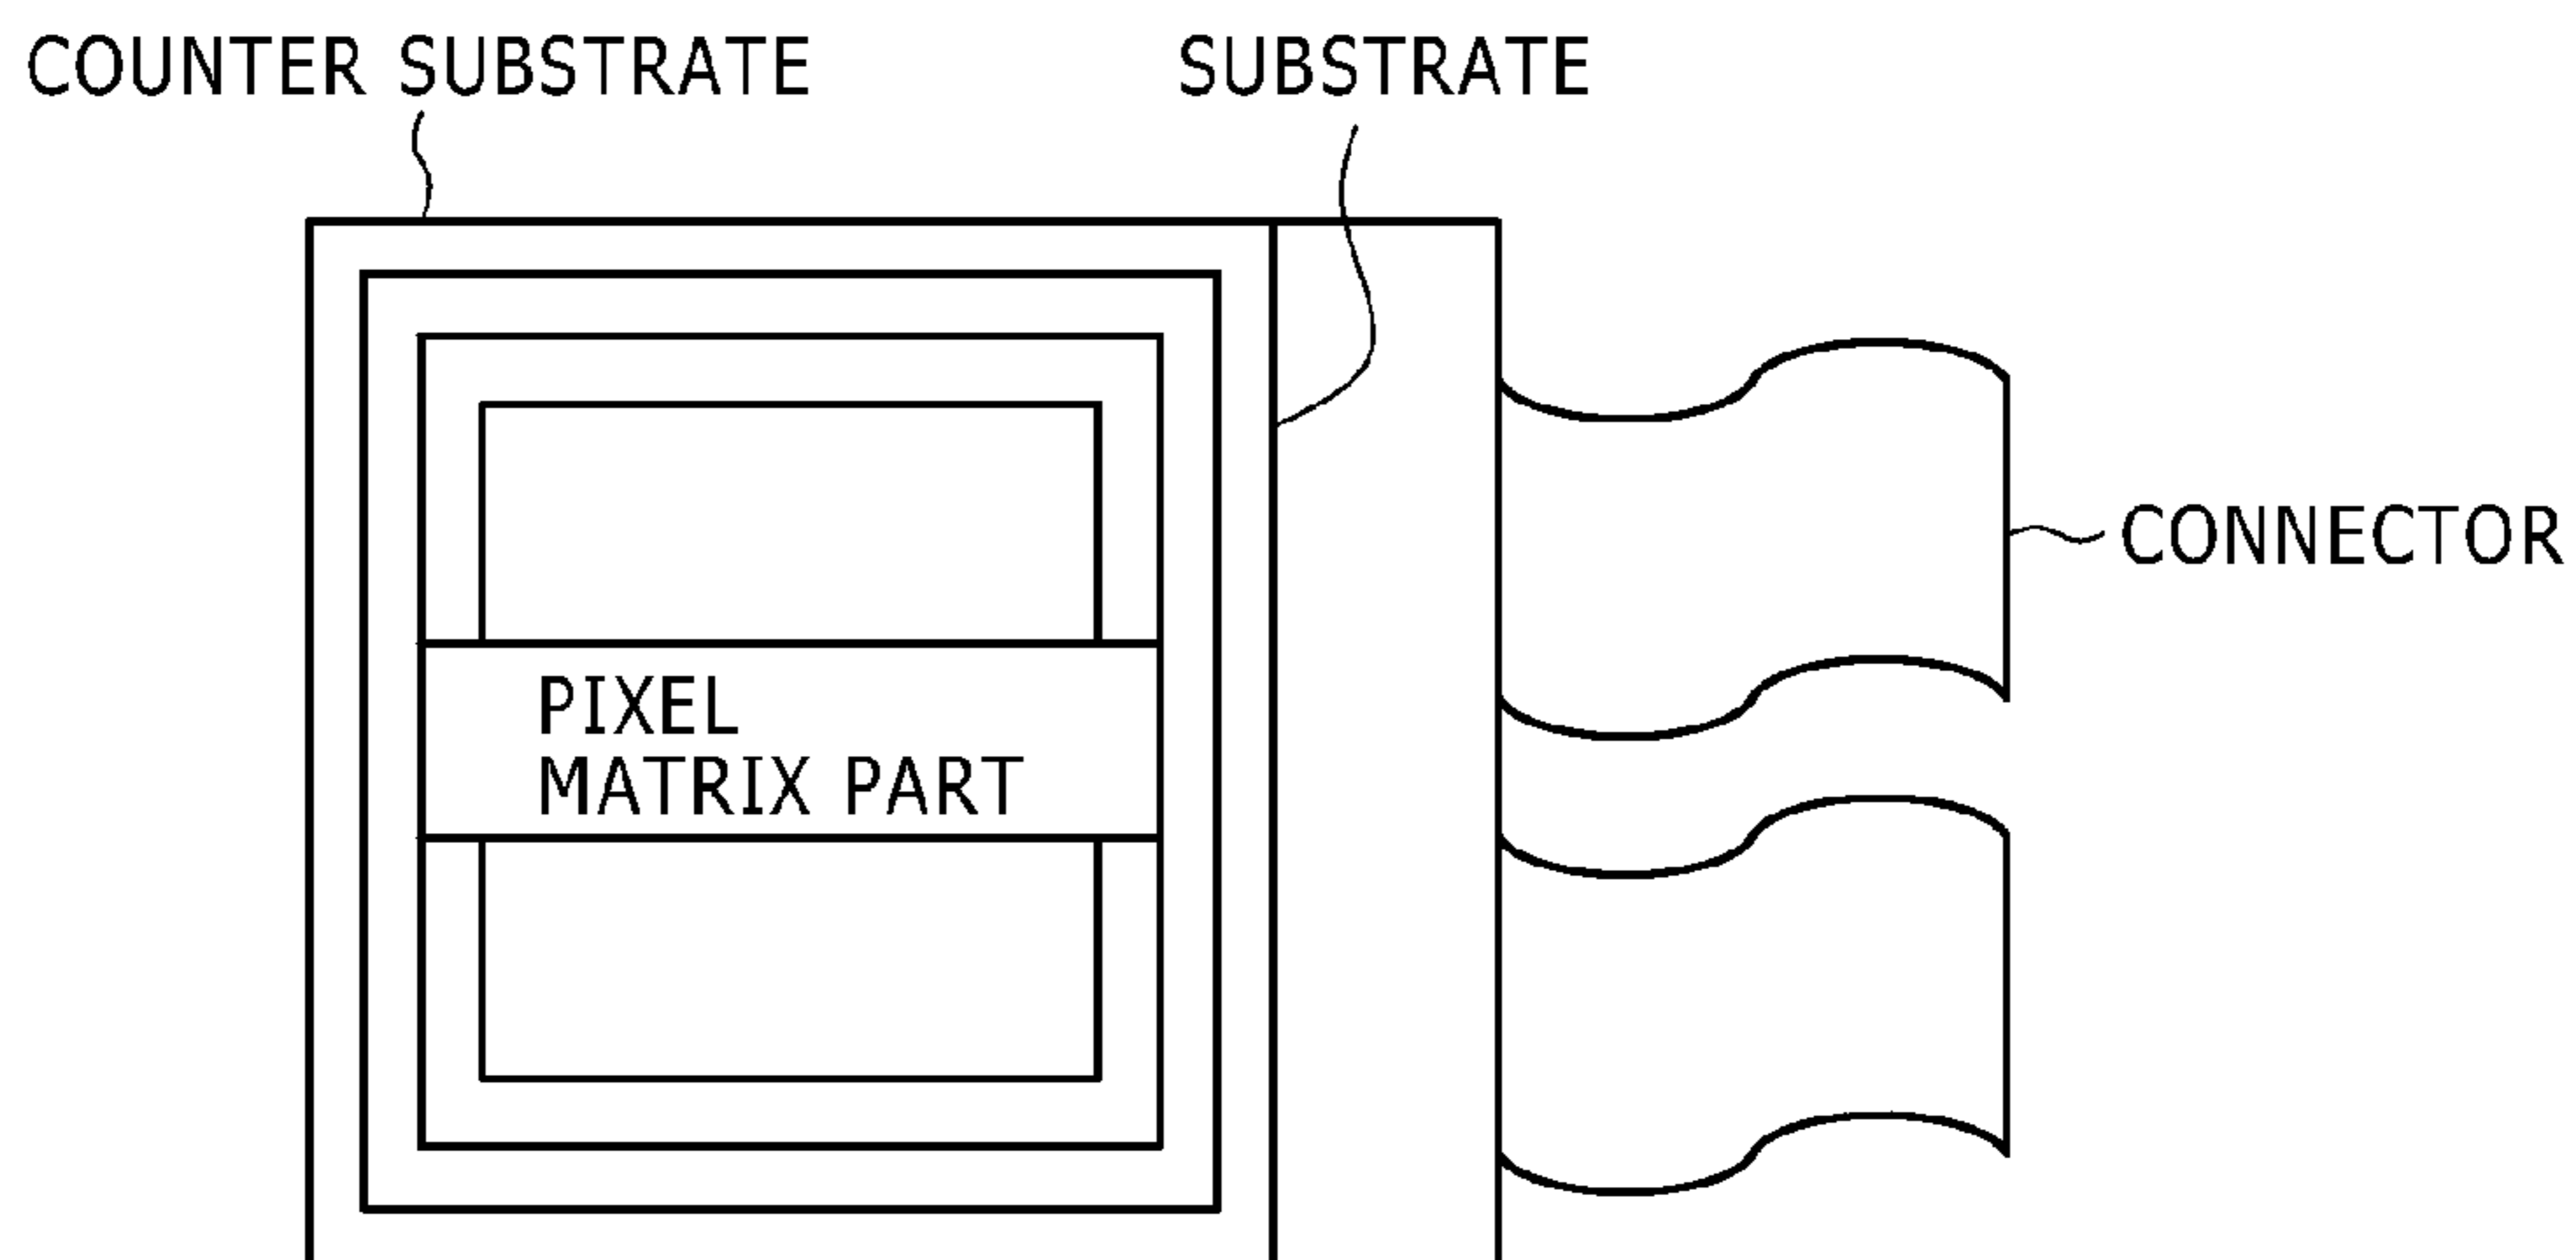 COUNTER SUBSTRATE
SUBSTRATE
CONNECTOR
PIXEL
MATRIX PART